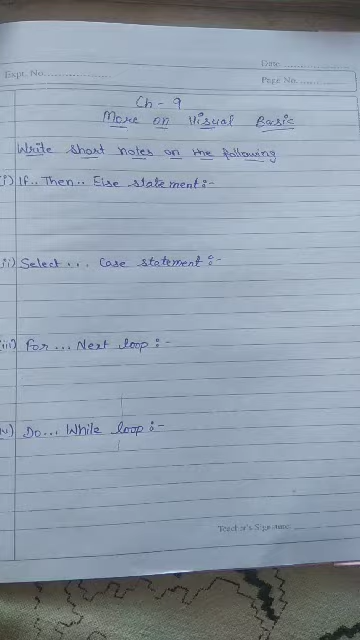 Date
Expt. No.
Page No.
Ch - 9
More on Visual Basic
Write short notes on the following
(i) If.. Then.. Else statement :-
(ii) Select ... Case statement :-
(iii) For ... Next loop :-
(iv) Do... While loop :-
Teacher's Signature